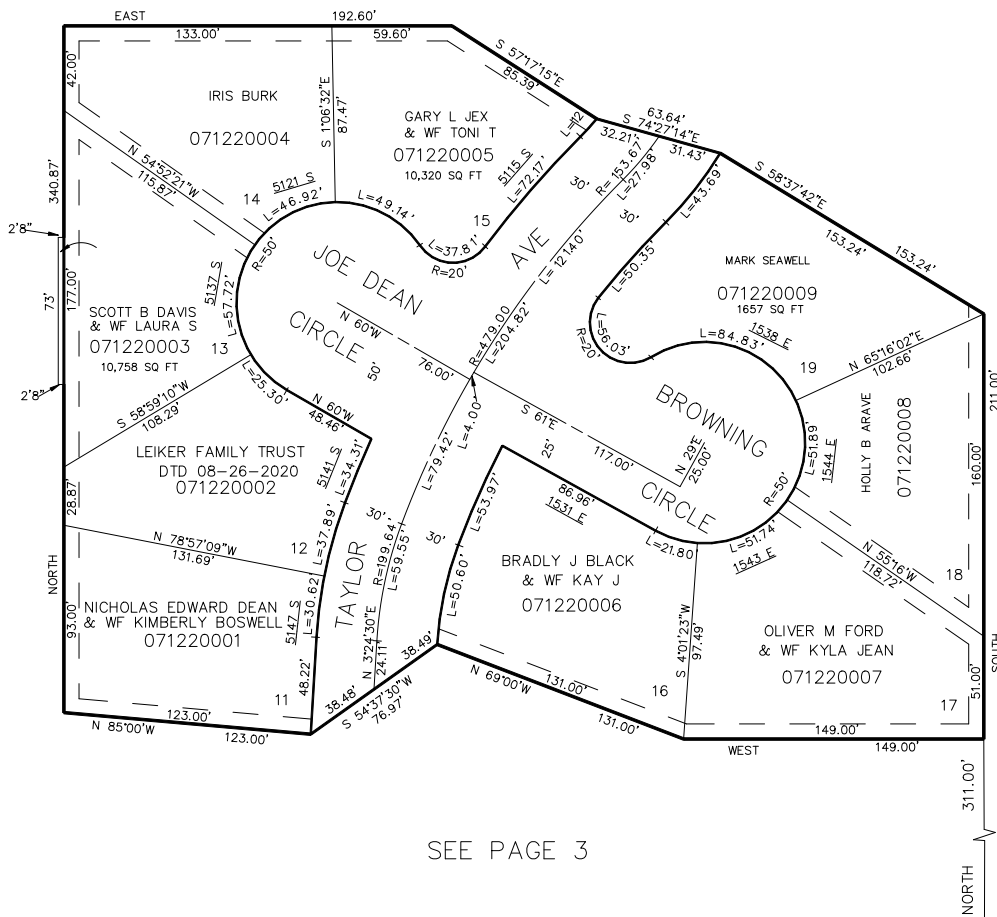 EAST
192.60'
133.00'
59.60'
42.00'
S 57°17'15"E
85.39'
IRIS BURK
071220004
S 1°06'32"E
87.47'
GARY L JEX
& WF TONI T
071220005
10,320 SQ FT
5115 S
L=12
L=72.17'
63.64'
S 74°27'14"E
32.21'
31.43'
R=153.67'
L=27.98'
30'
30'
L=43.69'
S 58°37'42"E
153.24'
153.24'
340.87'
N 54°52'21"W
115.87'
14
5121 S
L=46.92'
L=49.14'
15
L=37.81'
R=20'
2'8"
73'
177.00'
2'8"
R=50'
5137 S
L=57.72'
SCOTT B DAVIS
& WF LAURA S
071220003
10,758 SQ FT
13
JOE DEAN
CIRCLE
AVE
L=121.40'
L=50.35'
MARK SEAWELL
071220009
1657 SQ FT
N 60°W
76.00'
50'
R=479.00
L=204.82'
L=56.03'
R=20'
L=84.83'
1538 E
19
N 65°16'02"E
102.66'
211.00'
S 58°59'10"W
108.29'
L=25.30'
N 60°W
48.46'
L=4.00'
S 61°E
117.00'
25'
N 29°E
25.00'
BROWNING
CIRCLE
L=51.89'
1544 E
HOLLY B ARAVE
071220008
160.00'
LEIKER FAMILY TRUST
DTD 08-26-2020
071220002
5141 S
L=34.31'
L=79.42'
28.87'
N 78°57'09"W
131.69'
12
L=37.89'
30'
30'
L=53.97'
86.96'
1531 E
R=50'
L=21.80'
L=51.74'
1543 E
N 55°16'W
118.72'
18
NORTH
93.00'
NICHOLAS EDWARD DEAN
& WF KIMBERLY BOSWELL
071220001
5147 S
L=30.62'
TAYLOR
R=199.64'
L=59.55'
L=50.60'
BRADLY J BLACK
& WF KAY J
071220006
S 4°01'23"W
97.49'
OLIVER M FORD
& WF KYLA JEAN
071220007
SOUTH
51.00'
11
48.22'
N 3°24'30"E
24.11'
38.48'
38.49'
S 54°37'30"W
76.97'
N 69°00'W
131.00'
131.00'
16
17
N 85°00'W
123.00'
123.00'
149.00'
WEST
149.00'
311.00'
NORTH
SEE PAGE 3